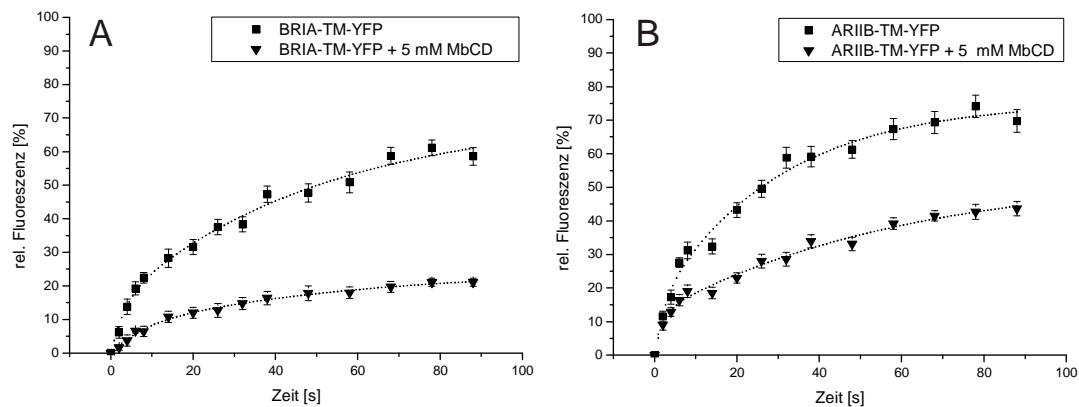 A
BRIA-TM-YFP
BRIA-TM-YFP + 5 mM MbCD
rel. Fluoreszenz [%]
100
90
80
70
60
50
40
30
20
10
0
0 20 40 60 80 100
Zeit [s]
B
ARIIB-TM-YFP
ARIIB-TM-YFP + 5 mM MbCD
rel. Fluoreszenz [%]
100
90
80
70
60
50
40
30
20
10
0
0 20 40 60 80 100
Zeit [s]